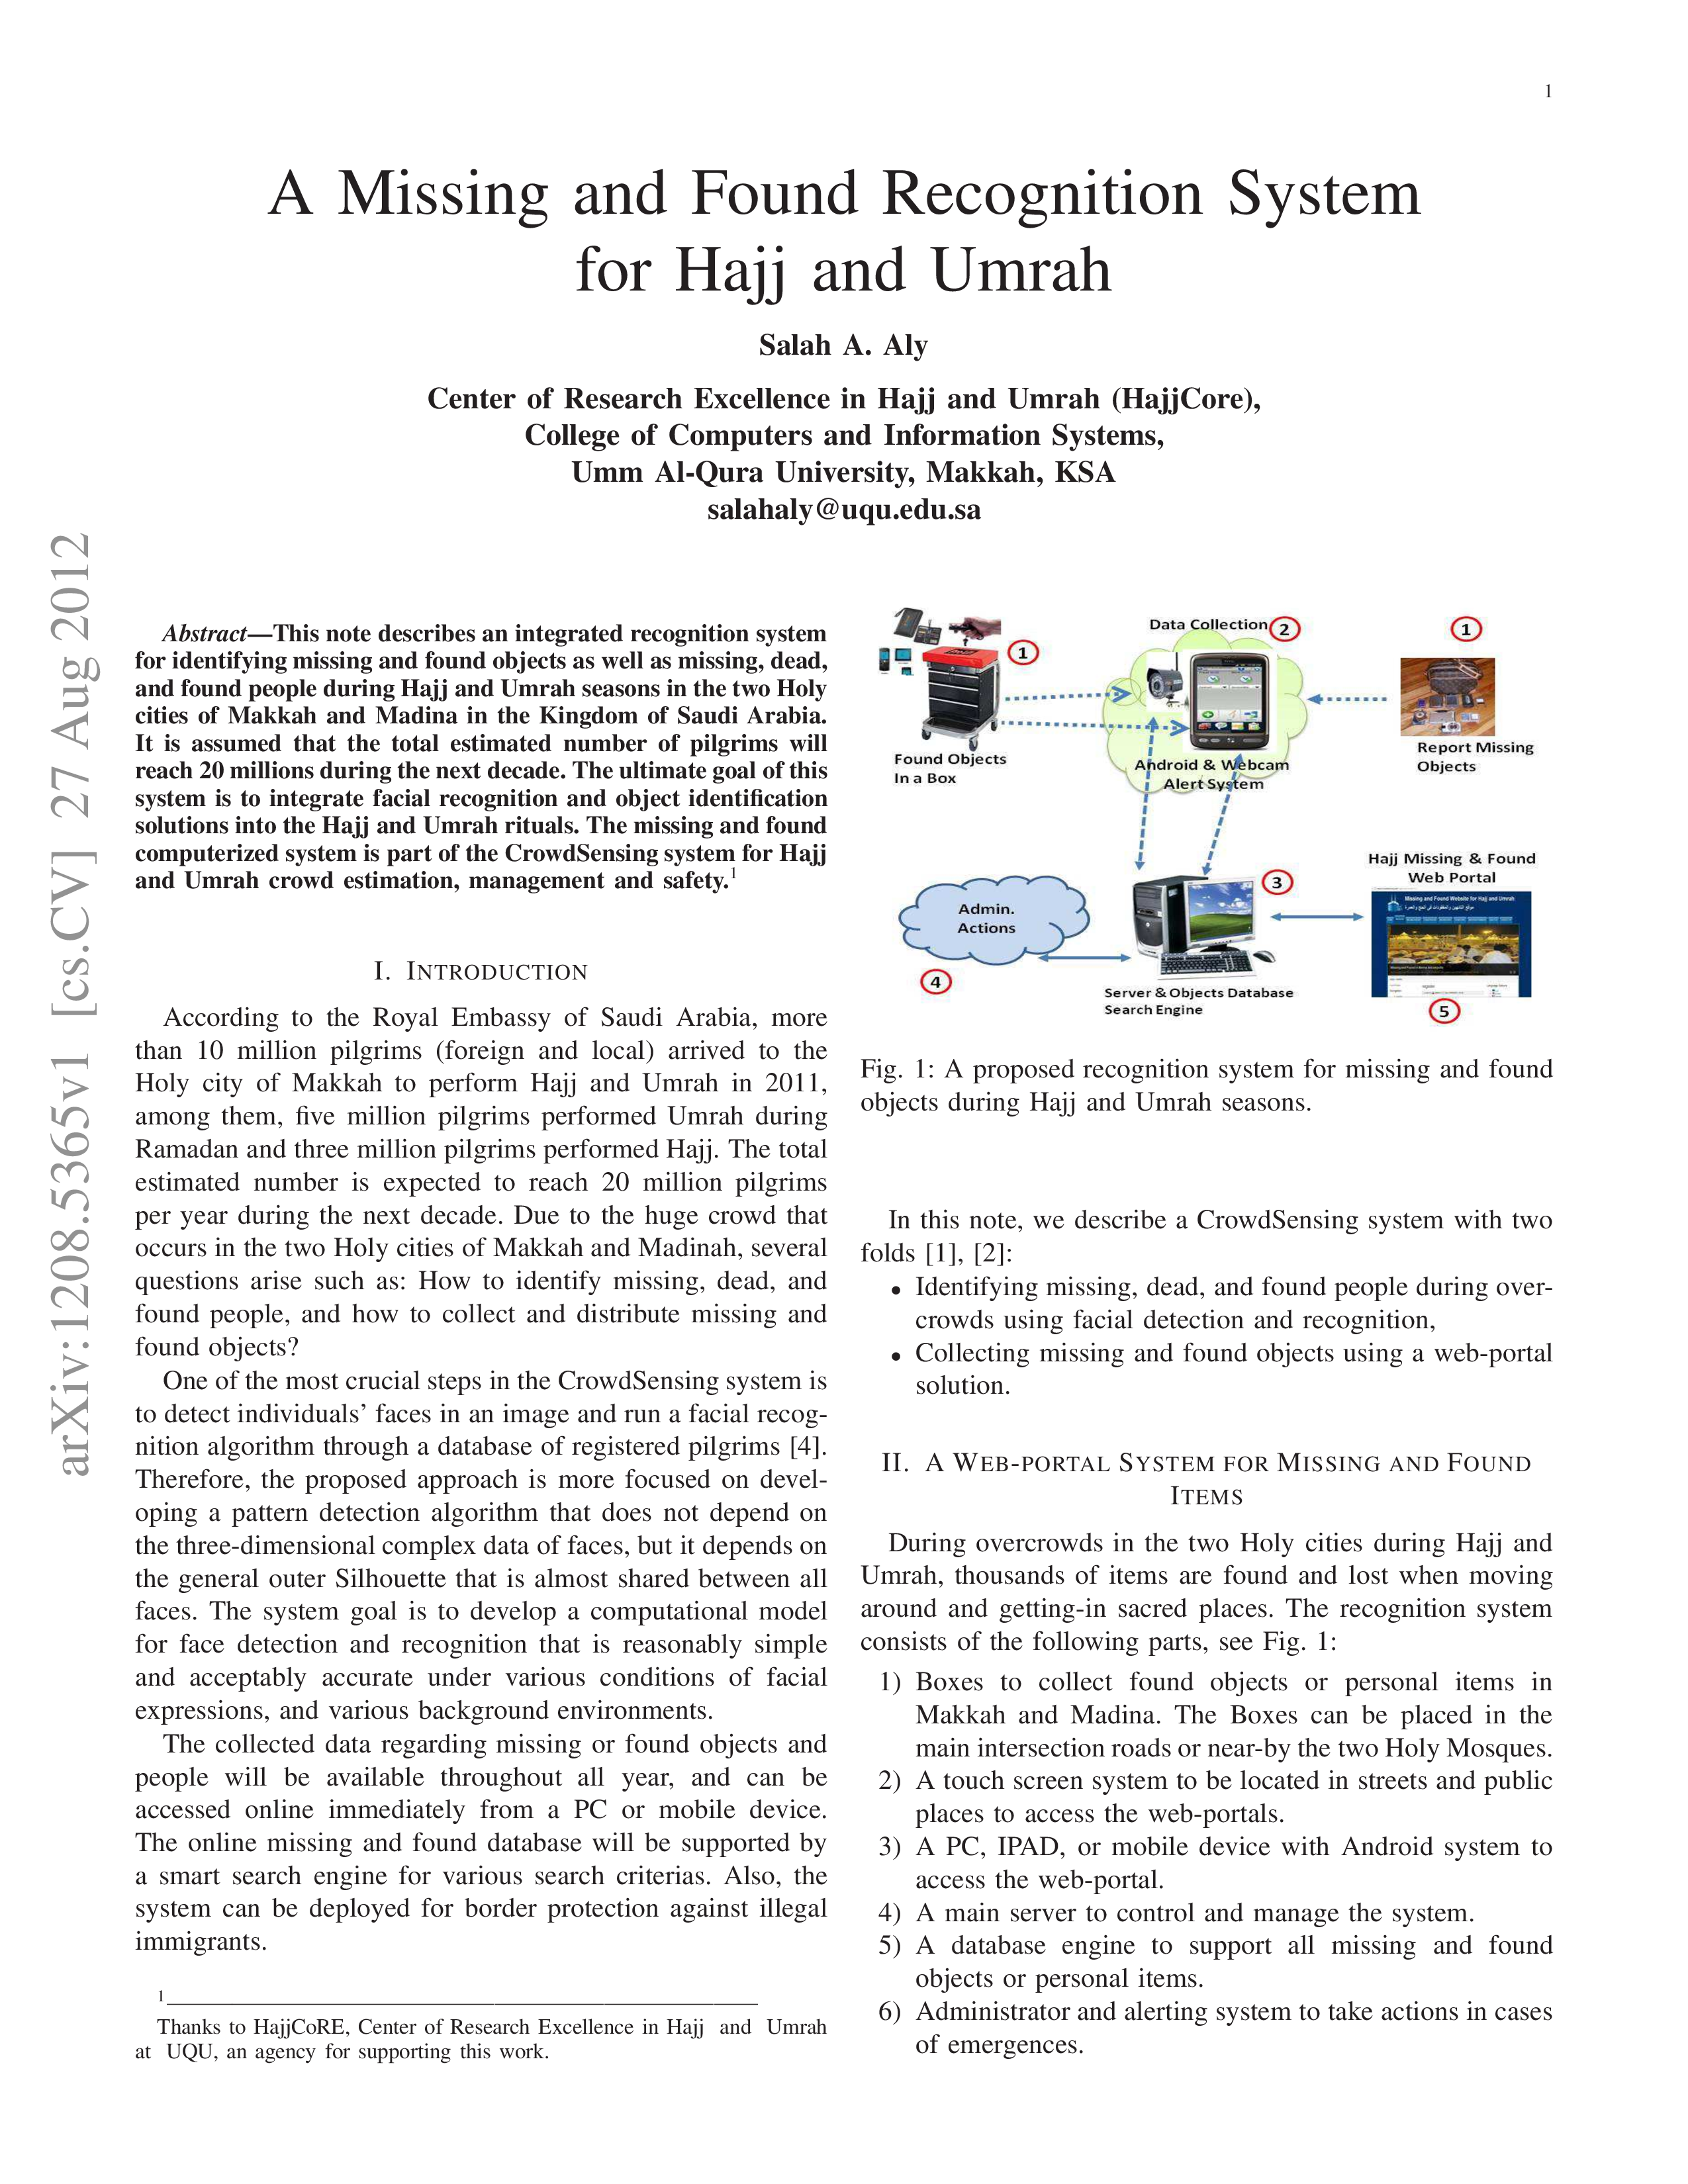 1
A Missing and Found Recognition System
for Hajj and Umrah
Salah A. Aly
Center of Research Excellence in Hajj and Umrah (HajjCore),
College of Computers and Information Systems,
Umm Al-Qura University, Makkah, KSA
salahaly@uqu.edu.sa
arXiv:1208.5365v1 [cs.CV] 27 Aug 2012
Abstract—This note describes an integrated recognition system
for identifying missing and found objects as well as missing, dead,
and found people during Hajj and Umrah seasons in the two Holy
cities of Makkah and Madina in the Kingdom of Saudi Arabia.
It is assumed that the total estimated number of pilgrims will
reach 20 millions during the next decade. The ultimate goal of this
system is to integrate facial recognition and object identification
solutions into the Hajj and Umrah rituals. The missing and found
computerized system is part of the CrowdSensing system for Hajj
and Umrah crowd estimation, management and safety.1
I. INTRODUCTION
According to the Royal Embassy of Saudi Arabia, more
than 10 million pilgrims (foreign and local) arrived to the
Holy city of Makkah to perform Hajj and Umrah in 2011,
among them, five million pilgrims performed Umrah during
Ramadan and three million pilgrims performed Hajj. The total
estimated number is expected to reach 20 million pilgrims
per year during the next decade. Due to the huge crowd that
occurs in the two Holy cities of Makkah and Madinah, several
questions arise such as: How to identify missing, dead, and
found people, and how to collect and distribute missing and
found objects?
One of the most crucial steps in the CrowdSensing system is
to detect individuals' faces in an image and run a facial recog-
nition algorithm through a database of registered pilgrims [4].
Therefore, the proposed approach is more focused on devel-
oping a pattern detection algorithm that does not depend on
the three-dimensional complex data of faces, but it depends on
the general outer Silhouette that is almost shared between all
faces. The system goal is to develop a computational model
for face detection and recognition that is reasonably simple
and acceptably accurate under various conditions of facial
expressions, and various background environments.
The collected data regarding missing or found objects and
people will be available throughout all year, and can be
accessed online immediately from a PC or mobile device.
The online missing and found database will be supported by
a smart search engine for various search criterias. Also, the
system can be deployed for border protection against illegal
immigrants.
1
Thanks to HajjCoRE, Center of Research Excellence in Hajj and Umrah
at UQU, an agency for supporting this work.
Data Collection 2
1
1
Found Objects
In a Box
Android & Webcam
Alert System
Report Missing
Objects
Hajj Missing & Found
Web Portal
Missing and Found Website for Hajj and Umrah
Admin.
Actions
3
4
Server & Objects Database
Search Engine
5
Fig. 1: A proposed recognition system for missing and found
objects during Hajj and Umrah seasons.
In this note, we describe a CrowdSensing system with two
folds [1], [2]:
• Identifying missing, dead, and found people during over-
crowds using facial detection and recognition,
• Collecting missing and found objects using a web-portal
solution.
II. A WEB-PORTAL SYSTEM FOR MISSING AND FOUND
ITEMS
During overcrowds in the two Holy cities during Hajj and
Umrah, thousands of items are found and lost when moving
around and getting-in sacred places. The recognition system
consists of the following parts, see Fig. 1:
1) Boxes to collect found objects or personal items in
Makkah and Madina. The Boxes can be placed in the
main intersection roads or near-by the two Holy Mosques.
2) A touch screen system to be located in streets and public
places to access the web-portals.
3) A PC, IPAD, or mobile device with Android system to
access the web-portal.
4) A main server to control and manage the system.
5) A database engine to support all missing and found
objects or personal items.
6) Administrator and alerting system to take actions in cases
of emergences.